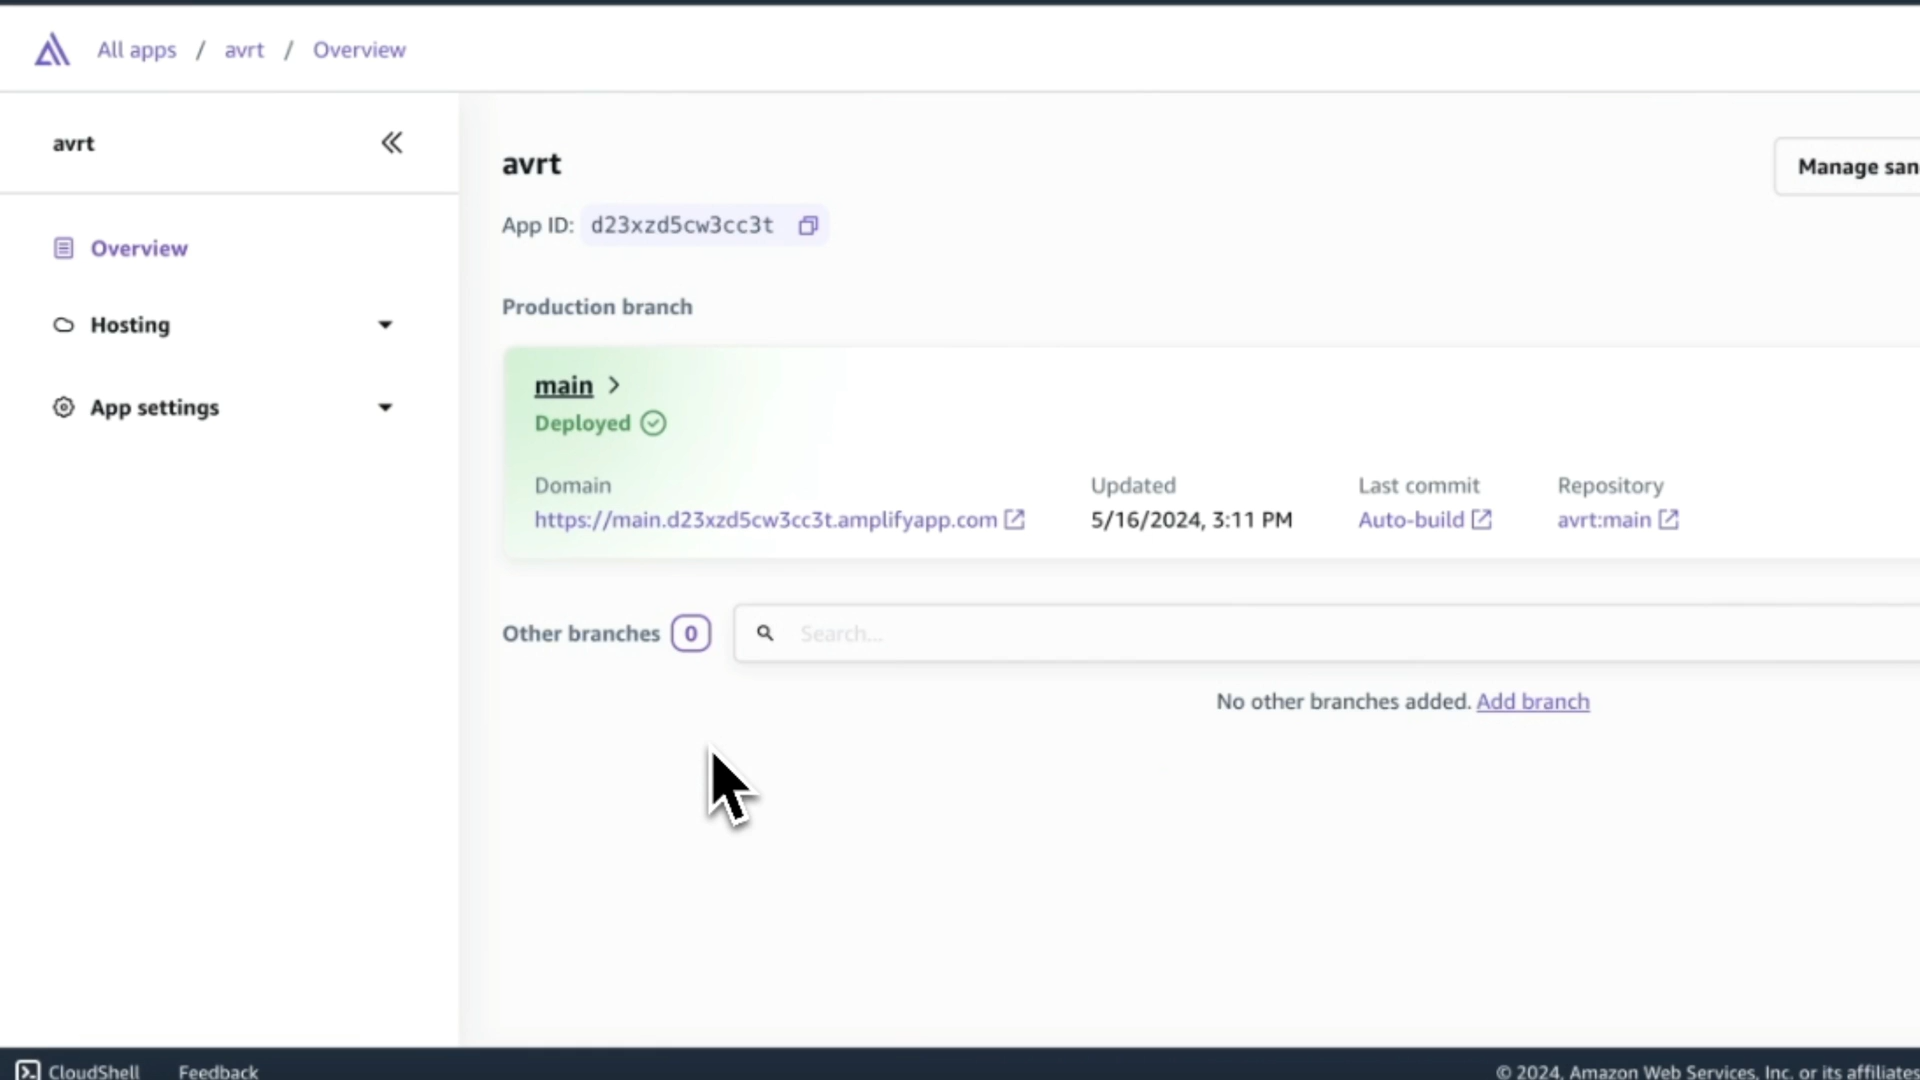 All apps / avrt / Overview
avrt
Overview
Hosting
App settings
avrt
Manage san
App ID: d23xzd5cw3cc3t
Production branch
main
Deployed
Domain Updated Last commit Repository
https://main.d23xzd5cw3cc3t.amplifyapp.com 5/16/2024, 3:11 PM Auto-build avrt:main
Other branches 0 Search...
No other branches added. Add branch
CloudShell Feedback © 2024, Amazon Web Services, Inc. or its affiliates